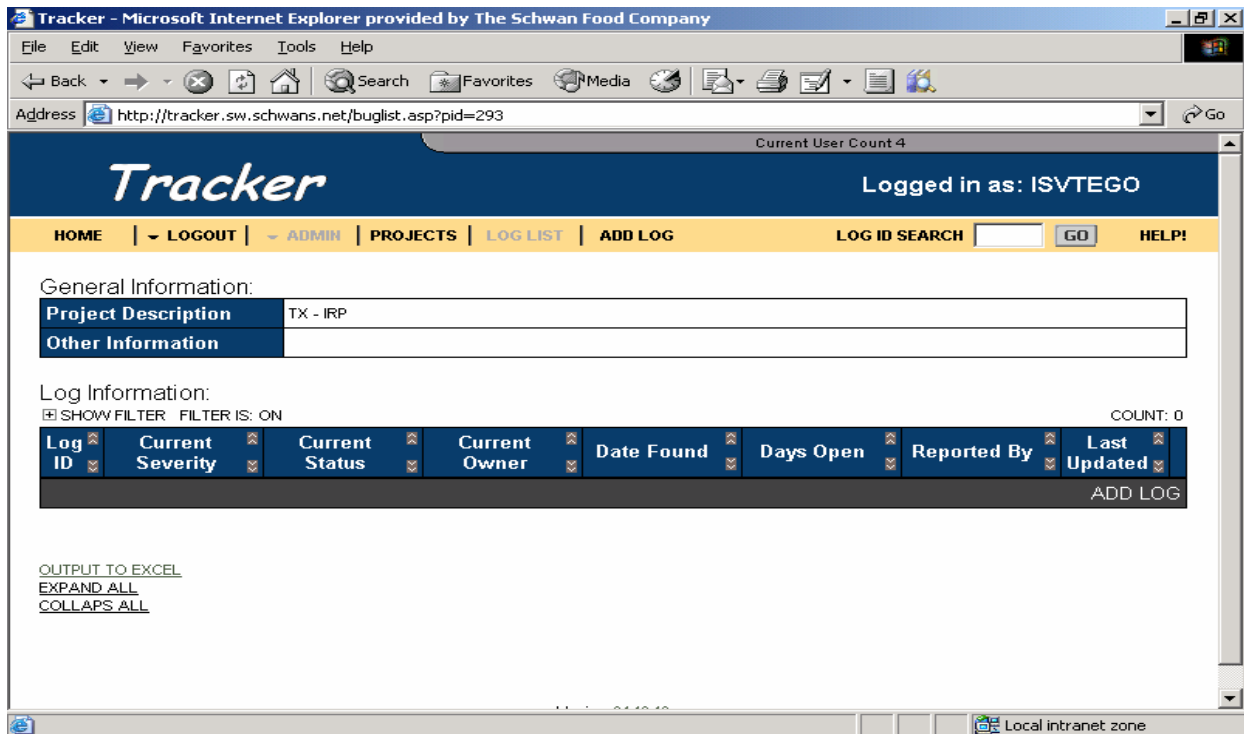 Tracker - Microsoft Internet Explorer provided by The Schwan Food Company
File Edit View Favorites Tools Help
Back Search Favorites Media
Address http://tracker.sw.schwans.net/buglist.asp?pid=293 Go
Current User Count 4
Tracker Logged in as: ISVTEGO
HOME | LOGOUT | ADMIN | PROJECTS | LOG LIST | ADD LOG LOG ID SEARCH GO HELP!
General Information:
Project Description TX - IRP
Other Information
Log Information:
SHOW FILTER FILTER IS: ON COUNT: 0
Log ID Current Severity Current Status Current Owner Date Found Days Open Reported By Last Updated
ADD LOG
OUTPUT TO EXCEL
EXPAND ALL
COLLAPS ALL
Local intranet zone